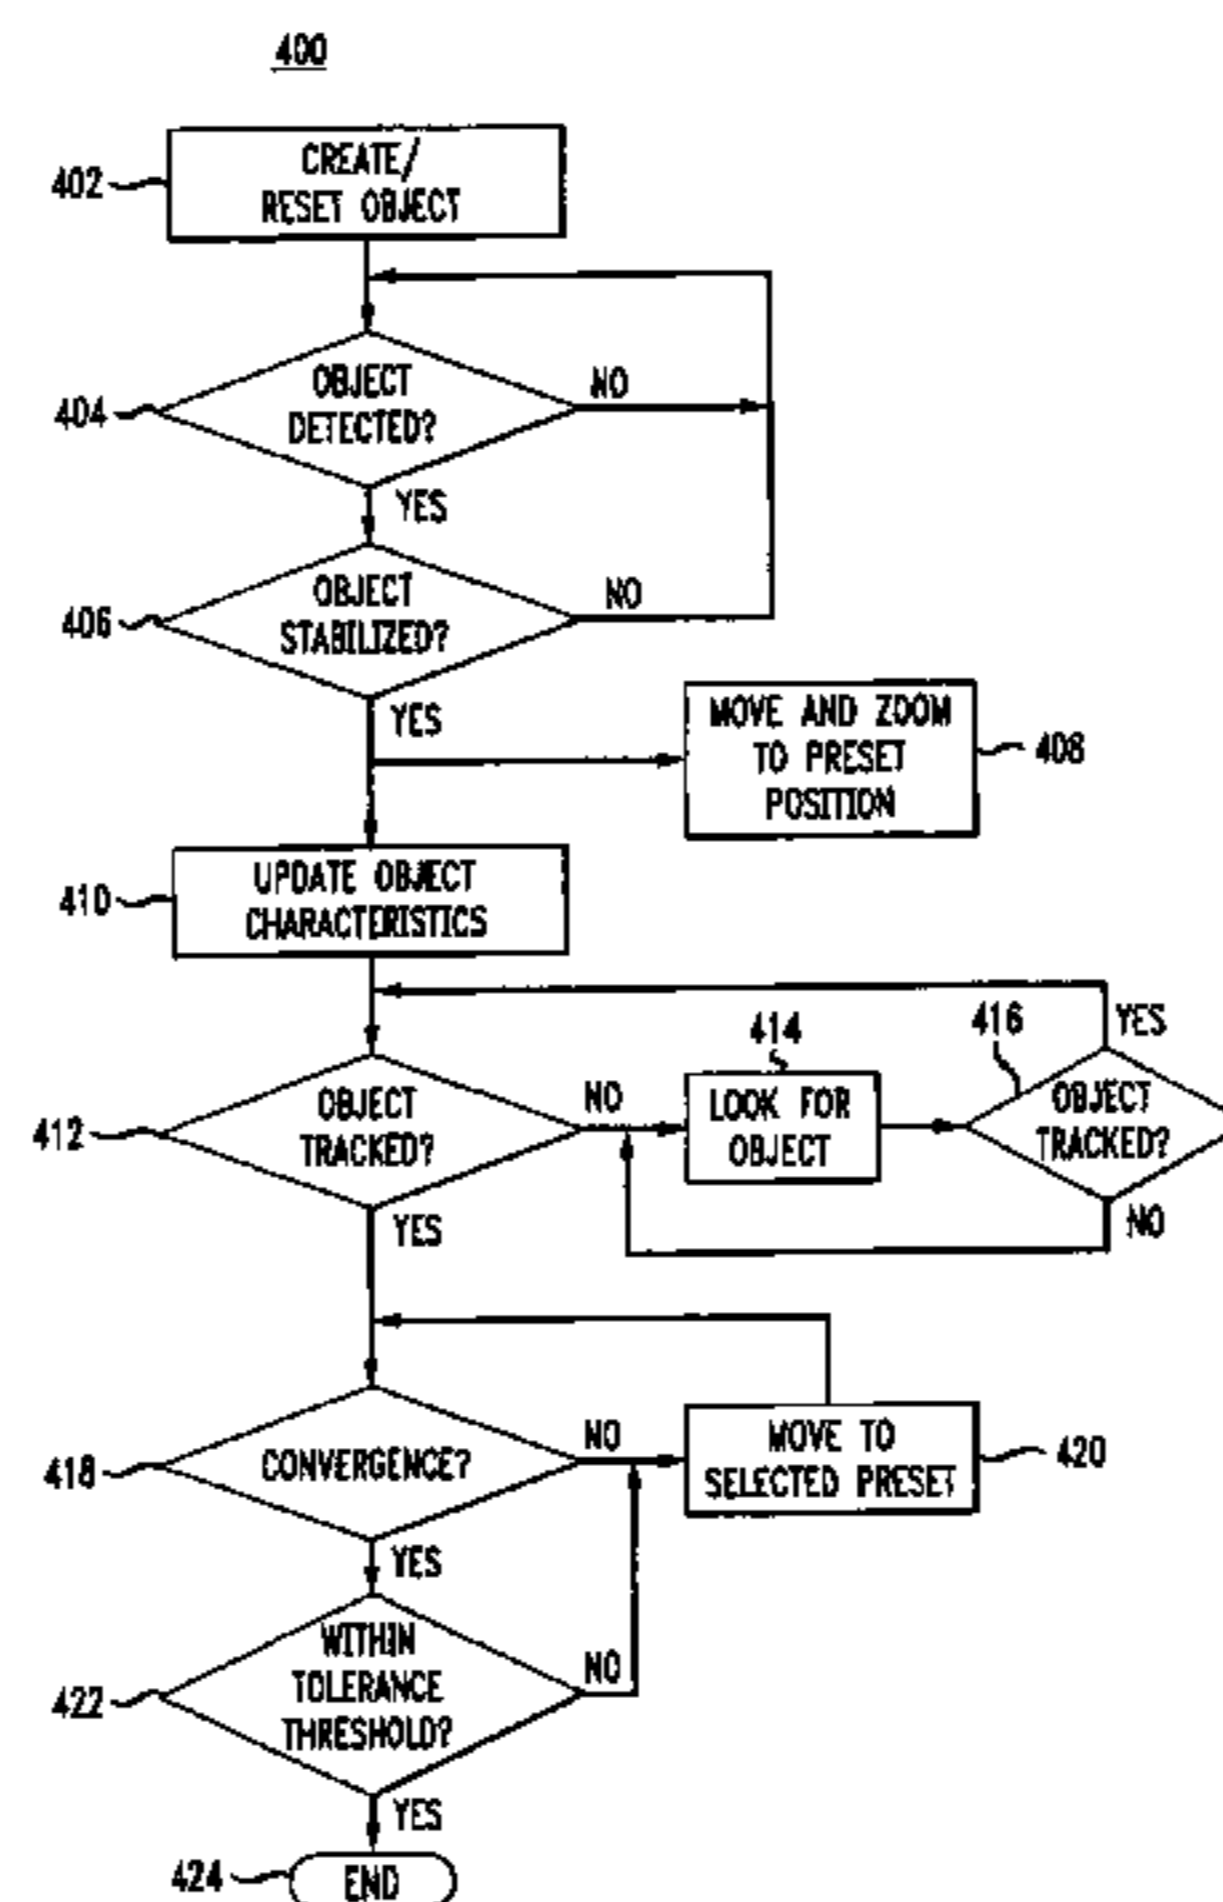 400
402
CREATE/
RESET OBJECT
404
OBJECT
DETECTED?
NO
YES
406
OBJECT
STABILIZED?
NO
YES
MOVE AND ZOOM
TO PRESET
POSITION
408
410
UPDATE OBJECT
CHARACTERISTICS
412
OBJECT
TRACKED?
NO
414
LOOK FOR
OBJECT
416
OBJECT
TRACKED?
YES
NO
YES
418
CONVERGENCE?
NO
MOVE TO
SELECTED PRESET
420
YES
422
WITHIN
TOLERANCE
THRESHOLD?
NO
YES
424
END